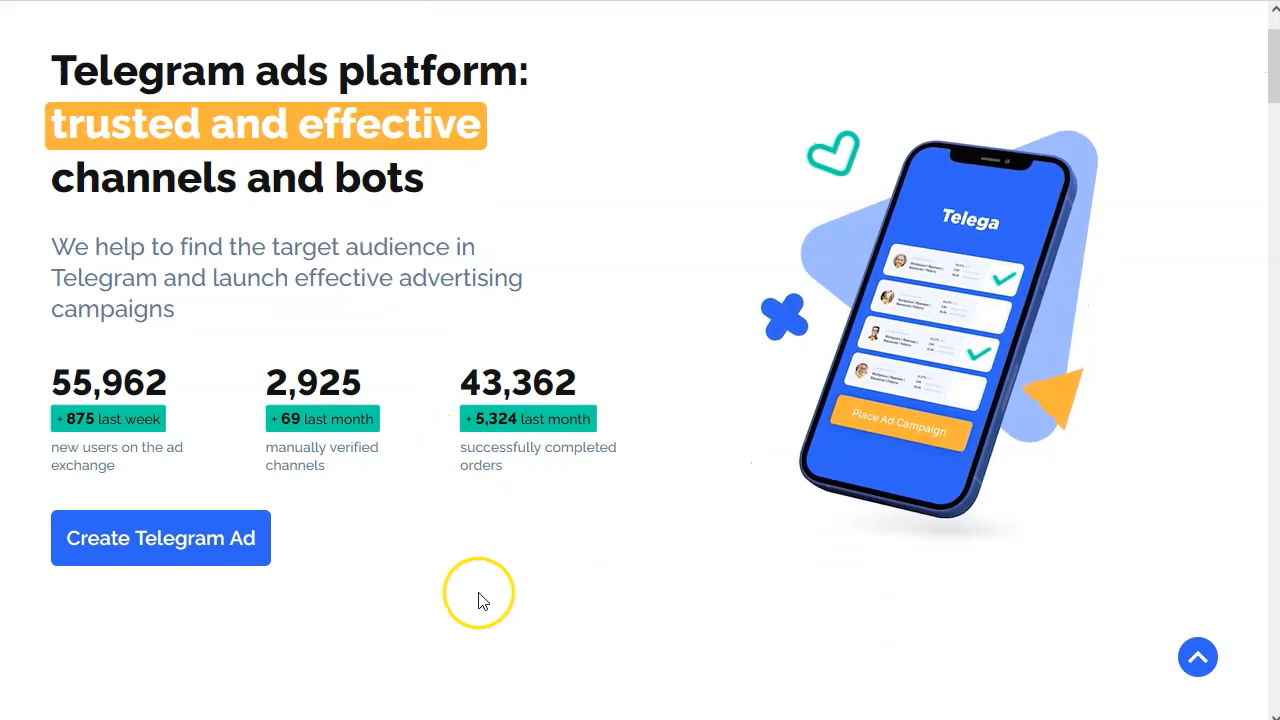 Telegram ads platform:
trusted and effective
channels and bots
We help to find the target audience in
Telegram and launch effective advertising
campaigns
55,962
+ 875 last week
new users on the ad
exchange
2,925
+ 69 last month
manually verified
channels
43,362
+ 5,324 last month
successfully completed
orders
Create Telegram Ad
Telega
Place Ad Campaign